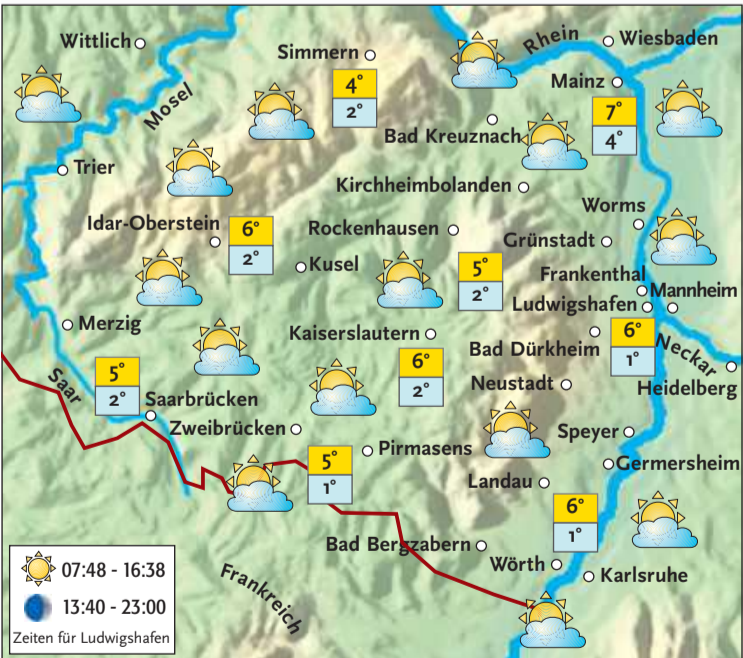 Wittlich
Simmern
Rhein
Wiesbaden
Mainz
4°
2°
Mosel
7°
4°
Bad Kreuznach
Trier
Kirchheimbolanden
Worms
Idar-Oberstein
6°
2°
Rockenhausen
Grünstadt
Kusel
5°
2°
Frankenthal
Mannheim
Ludwigshafen
Merzig
Kaiserslautern
6°
1°
Bad Dürkheim
Neckar
6°
2°
5°
2°
Saar
Neustadt
Heidelberg
Saarbrücken
Zweibrücken
Speyer
Pirmasens
5°
1°
Germersheim
Landau
6°
1°
Bad Bergzabern
Wörth
Karlsruhe
Frankreich
07:48 - 16:38
13:40 - 23:00
Zeiten für Ludwigshafen